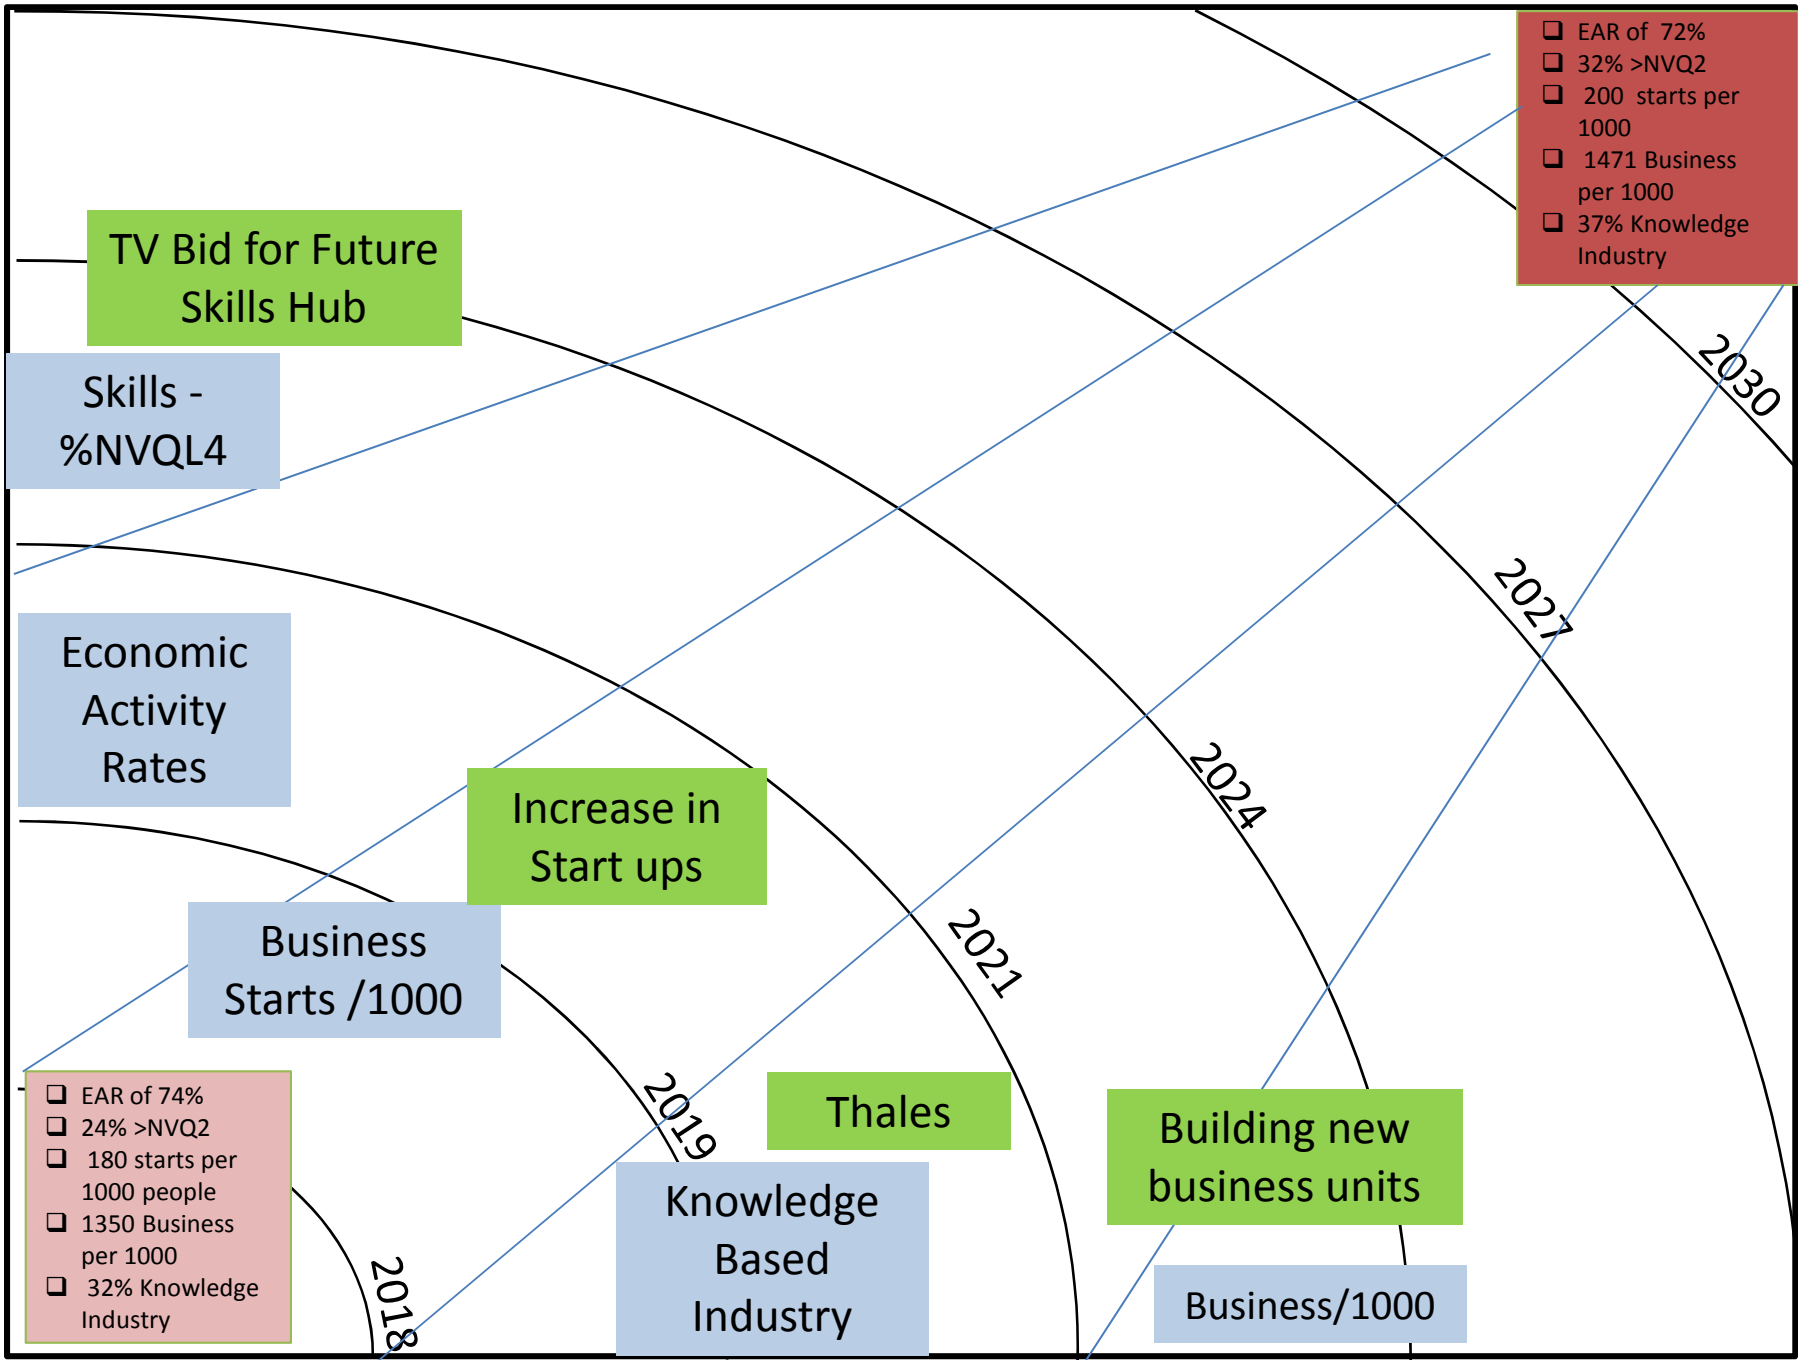 EAR of 72%
32% >NVQ2
200 starts per
1000
1471 Business
per 1000
37% Knowledge
Industry
TV Bid for Future
Skills Hub
Skills -
%NVQL4
2030
2027
Economic
Activity
Rates
2024
Increase in
Start ups
2021
Business
Starts /1000
2019
Thales
Building new
business units
EAR of 74%
24% >NVQ2
180 starts per
1000 people
1350 Business
per 1000
32% Knowledge
Industry
2018
Knowledge
Based
Industry
Business/1000